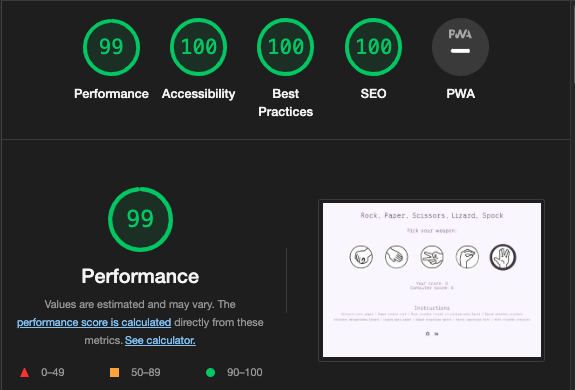 99
100
100
100
PWA
Performance
Accessibility
Best
Practices
SEO
PWA
99
Performance
Values are estimated and may vary. The
performance score is calculated directly from these
metrics. See calculator.
0–49
50–89
90–100
Rock, Paper, Scissors, Lizard, Spock
Pick your weapon:
Your score: 0
Computer score: 0
Instructions